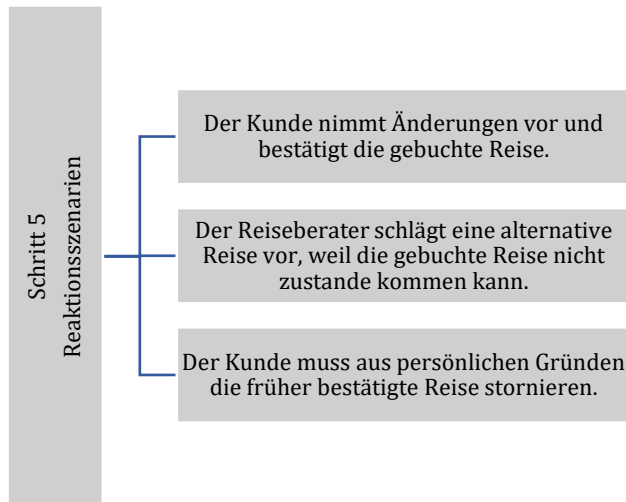 Schritt 5
Reaktionsszenarien
Der Kunde nimmt Änderungen vor und
bestätigt die gebuchte Reise.
Der Reiseberater schlägt eine alternative
Reise vor, weil die gebuchte Reise nicht
zustande kommen kann.
Der Kunde muss aus persönlichen Gründen
die früher bestätigte Reise stornieren.